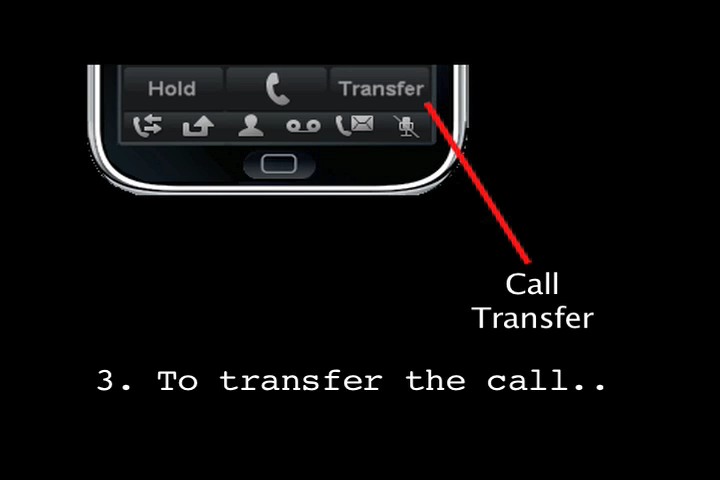 Hold Transfer
Call
Transfer
3. To transfer the call..